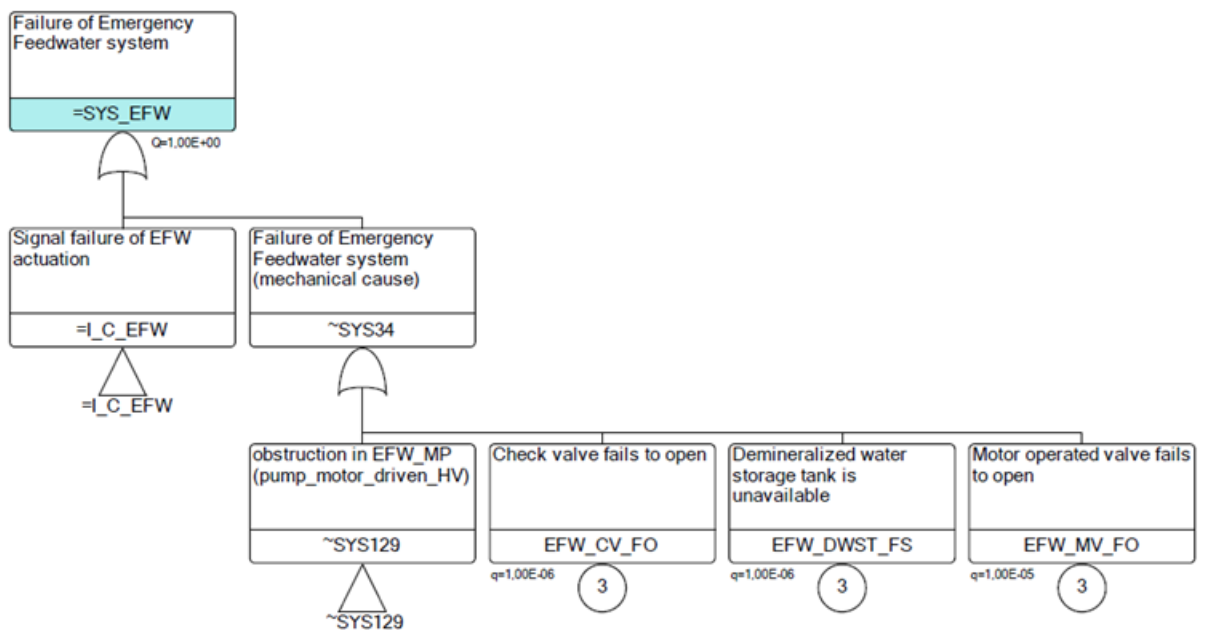 Failure of Emergency
Feedwater system
=SYS_EFW
Q=1,00E+00
Signal failure of EFW
actuation
=I_C_EFW
=I_C_EFW
Failure of Emergency
Feedwater system
(mechanical cause)
~SYS34
obstruction in EFW_MP
(pump_motor_driven_HV)
~SYS129
~SYS129
Check valve fails to open
EFW_CV_FO
q=1,00E-06
3
Demineralized water
storage tank is
unavailable
EFW_DWST_FS
q=1,00E-06
3
Motor operated valve fails
to open
EFW_MV_FO
q=1,00E-05
3